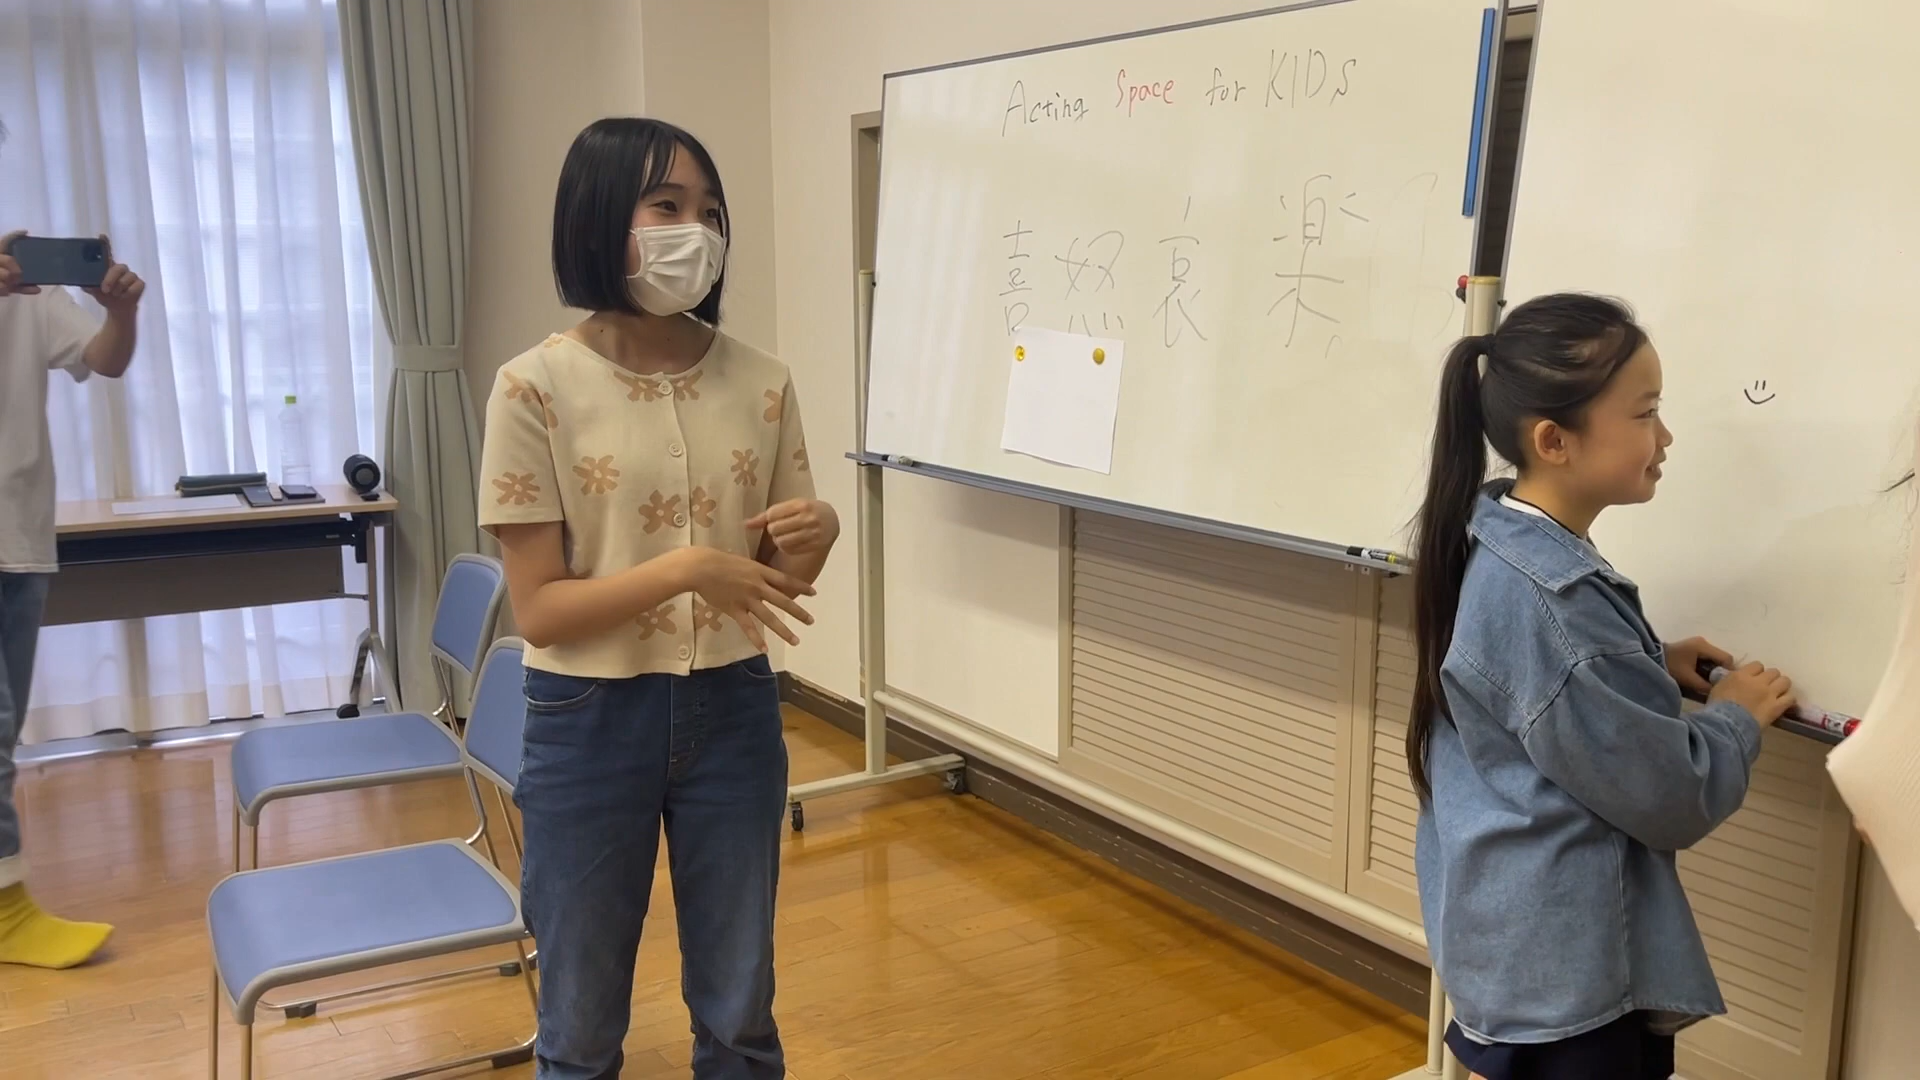 Acting Space for KIDs
喜怒哀楽